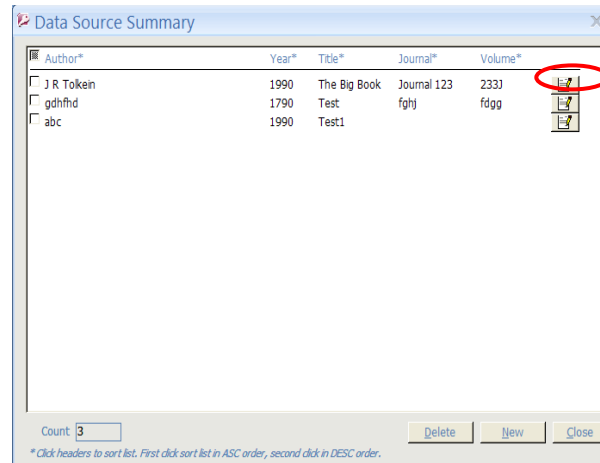 Data Source Summary
Author* Year* Title* Journal* Volume*
J R Tolkein 1990 The Big Book Journal 123 233J
gdhfhd 1790 Test fghj fdgg
abc 1990 Test1
Count 3 Delete New Close
* Click headers to sort list. First click sort list in ASC order, second click in DESC order.